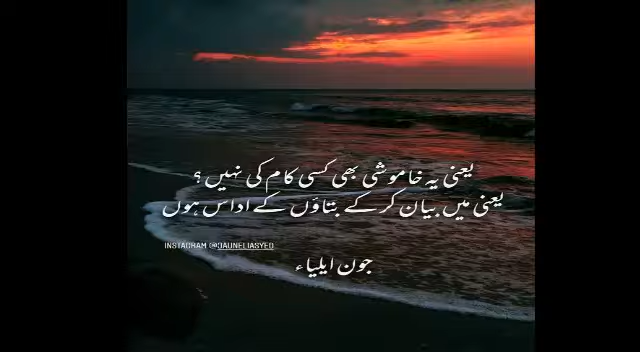 یعنی یہ خاموشی بھی کسی کام کی نہیں ؟
یعنی میں بیان کر کے بتاؤں کے اداس ہوں
INSTAGRAM @JAUNELIASYED
جون ایلیاء